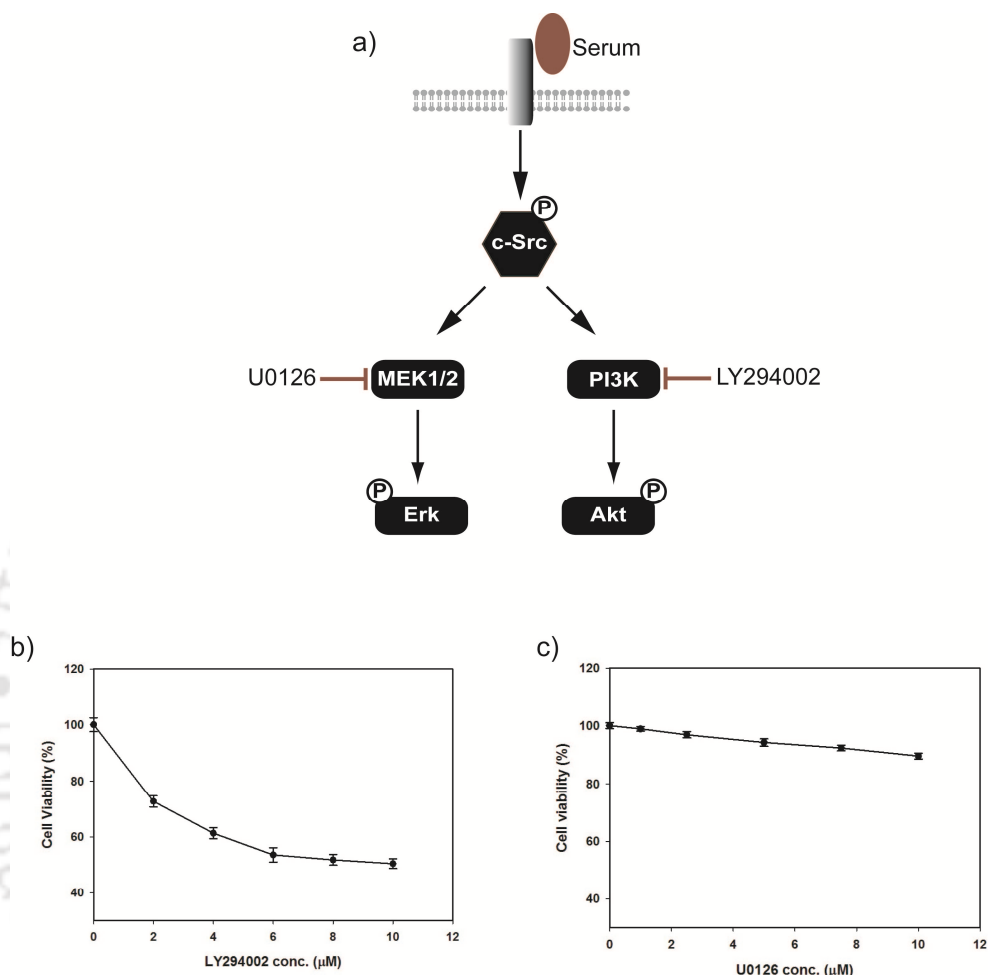 a)
Serum
P
c-Src
U0126
MEK1/2
PI3K
LY294002
P
Erk
Akt
P
b)
120
100
80
60
40
0 2 4 6 8 10 12
Cell Viability (%)
LY294002 conc. (μM)
c)
120
100
80
60
40
0 2 4 6 8 10 12
Cell viability (%)
U0126 conc. (μM)